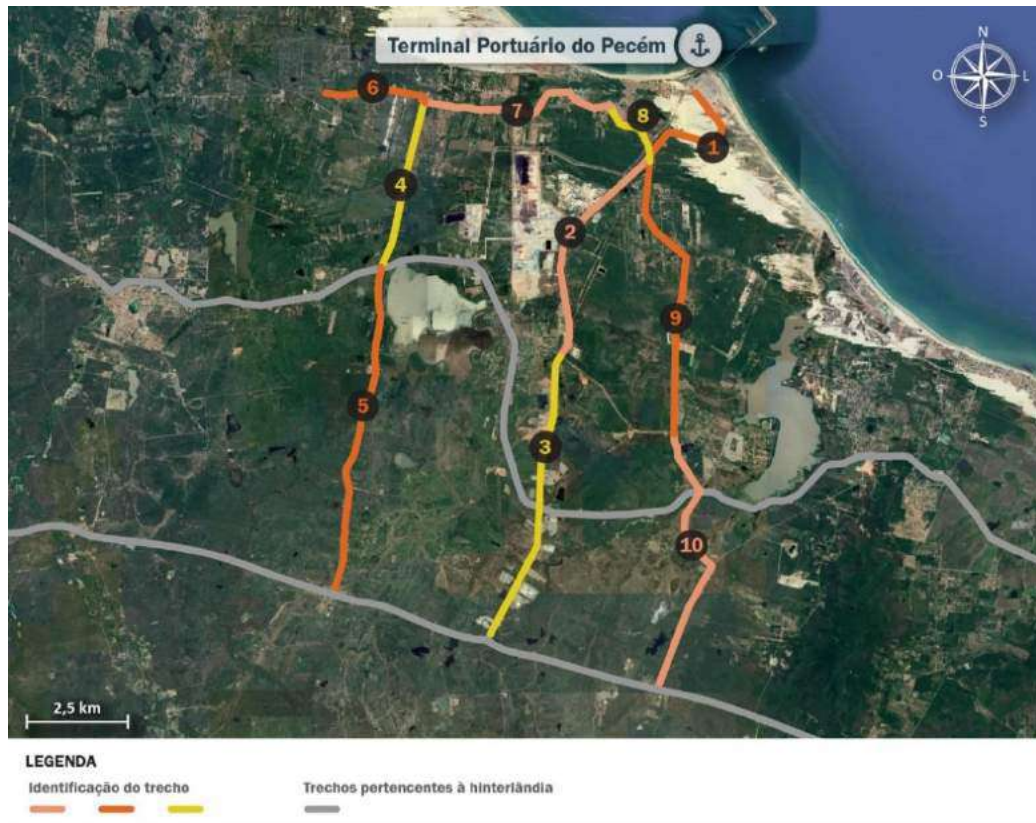 Terminal Portuário do Pecém
N
O
L
S
6
7
8
1
4
2
9
5
3
10
2,5 km
LEGENDA
Identificação do trecho
Trechos pertencentes à hinterlândia